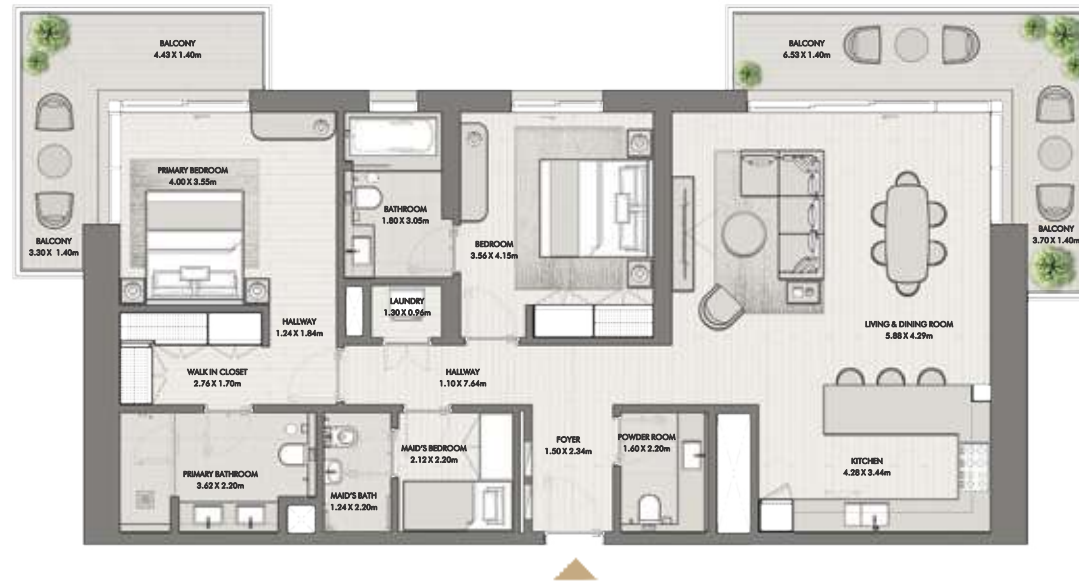 BALCONY
4.43 X 1.40m
BALCONY
6.53 X 1.40m
PRIMARY BEDROOM
4.00 X 3.55m
BATHROOM
1.80 X 3.05m
BEDROOM
3.56 X 4.15m
BALCONY
3.30 X 1.40m
BALCONY
3.70 X 1.40m
LAUNDRY
1.30 X 0.96m
HALLWAY
1.24 X 1.84m
LIVING & DINING ROOM
5.88 X 4.29m
WALK IN CLOSET
2.76 X 1.70m
HALLWAY
1.10 X 7.64m
FOYER
1.50 X 2.34m
POWDER ROOM
1.60 X 2.20m
MAID'S BEDROOM
2.12 X 2.20m
KITCHEN
4.28 X 3.44m
PRIMARY BATHROOM
3.62 X 2.20m
MAID'S BATH
1.24 X 2.20m